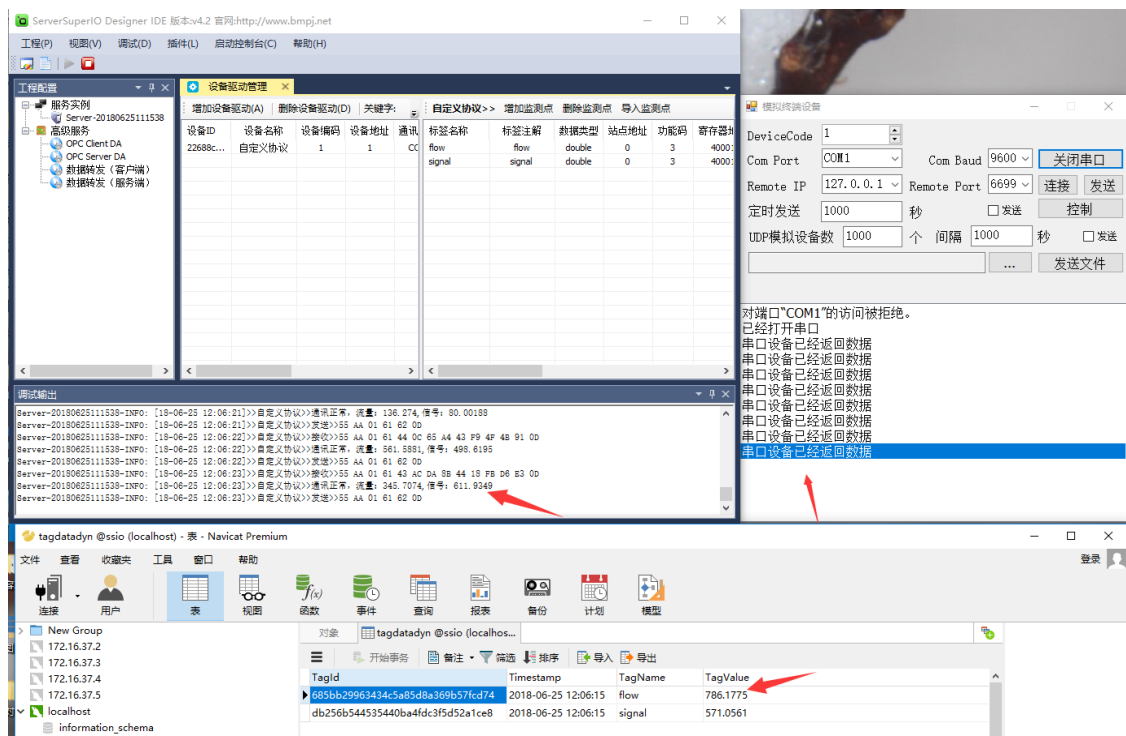 ServerSuperIO Designer IDE 版本:v4.2 官网:http://www.bmpj.net
工程(P) 视图(V) 调试(D) 插件(L) 启动控制台(C) 帮助(H)
工程配置
服务实例
Server-20180625111538
高级服务
OPC Client DA
OPC Server DA
数据转发（客户端）
数据转发（服务端）
设备驱动管理
增加设备驱动(A) 删除设备驱动(D) 关键字:
设备ID 设备名称 设备编码 设备地址 通讯
22688c... 自定义协议 1 1 CC
自定义协议>> 增加监测点 删除监测点 导入监测点
标签名称 标签注解 数据类型 站点地址 功能码 寄存器
flow flow double 0 3 4000
signal signal double 0 3 4000
调试输出
Server-20180625111538-INFO: [18-06-25 12:06:21]>>自定义协议>>通讯正常，流量: 136.274,信号: 80.00188
Server-20180625111538-INFO: [18-06-25 12:06:22]>>自定义协议>>发送>>55 AA 01 61 62 0D
Server-20180625111538-INFO: [18-06-25 12:06:22]>>自定义协议>>接收>>55 AA 01 61 44 0C 65 A4 43 F9 4F 4B 91 0D
Server-20180625111538-INFO: [18-06-25 12:06:22]>>自定义协议>>通讯正常，流量: 561.5881,信号: 498.6195
Server-20180625111538-INFO: [18-06-25 12:06:23]>>自定义协议>>发送>>55 AA 01 61 62 0D
Server-20180625111538-INFO: [18-06-25 12:06:23]>>自定义协议>>接收>>55 AA 01 61 43 AC DA 8B 44 18 FB D6 E3 0D
Server-20180625111538-INFO: [18-06-25 12:06:23]>>自定义协议>>通讯正常，流量: 345.7074,信号: 611.9349
Server-20180625111538-INFO: [18-06-25 12:06:23]>>自定义协议>>发送>>55 AA 01 61 62 0D
模拟终端设备
DeviceCode 1
Com Port COM1 Com Baud 9600 关闭串口
Remote IP 127.0.0.1 Remote Port 6699 连接 发送
定时发送 1000 秒 发送 控制
UDP模拟设备数 1000 个 间隔 1000 秒 发送
... 发送文件
对端口"COM1"的访问被拒绝。
已经打开串口
串口设备已经返回数据
串口设备已经返回数据
串口设备已经返回数据
串口设备已经返回数据
串口设备已经返回数据
串口设备已经返回数据
串口设备已经返回数据
串口设备已经返回数据
tagdatadyn @ssio (localhost) - 表 - Navicat Premium
文件 查看 收藏夹 工具 窗口 帮助 登录
连接 用户 表 视图 函数 事件 查询 报表 备份 计划 模型
New Group
172.16.37.2
172.16.37.3
172.16.37.4
172.16.37.5
localhost
information_schema
对象 tagdatadyn @ssio (localhos...
开始事务 备注 筛选 排序 导入 导出
TagId Timestamp TagName TagValue
685bb29963434c5a85d8a369b57fcd74 2018-06-25 12:06:15 flow 786.1775
db256b544535440ba4fdc3f5d52a1ce8 2018-06-25 12:06:15 signal 571.0561